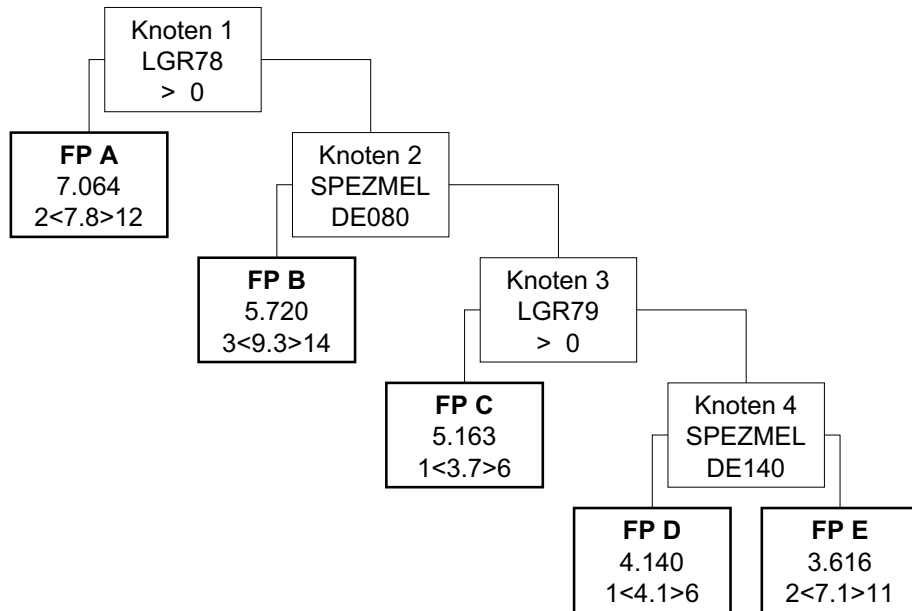 Knoten 1
LGR78
> 0
FP A
7.064
2<7.8>12
Knoten 2
SPEZMEL
DE080
FP B
5.720
3<9.3>14
Knoten 3
LGR79
> 0
FP C
5.163
1<3.7>6
Knoten 4
SPEZMEL
DE140
FP D
4.140
1<4.1>6
FP E
3.616
2<7.1>11